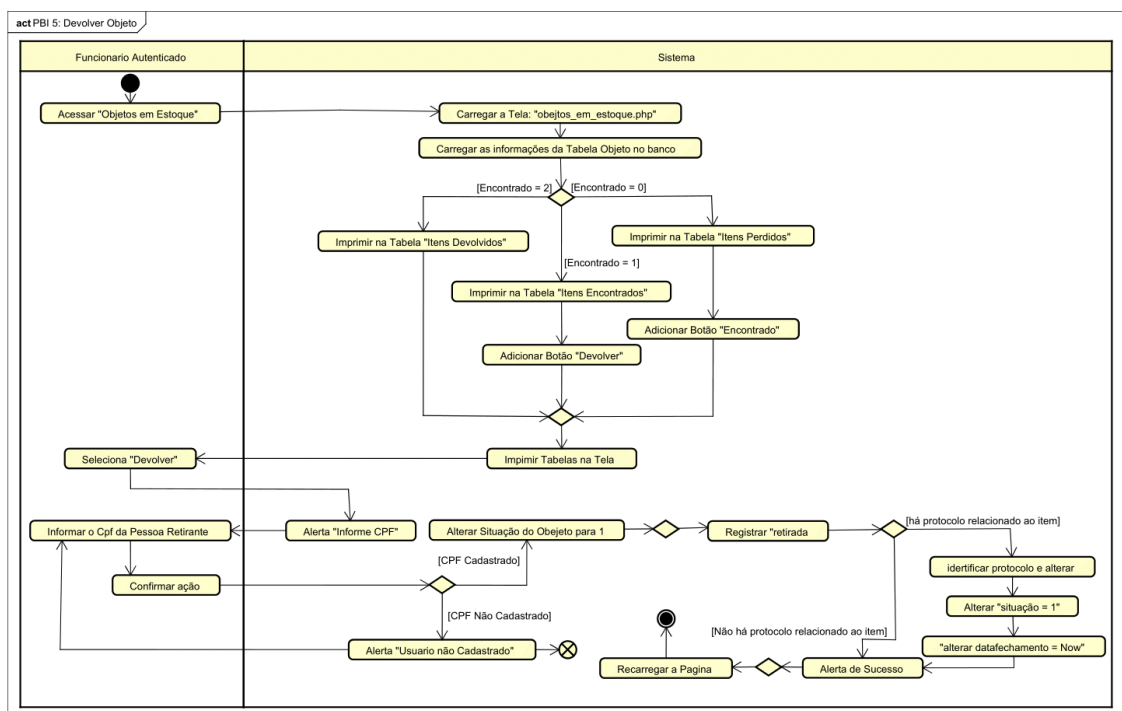 act PBI 5: Devolver Objeto
Funcionario Autenticado
Sistema
Acessar "Objetos em Estoque"
Carregar a Tela: "obejtos_em_estoque.php"
Carregar as informações da Tabela Objeto no banco
[Encontrado = 2]
[Encontrado = 0]
Imprimir na Tabela "Itens Devolvidos"
Imprimir na Tabela "Itens Perdidos"
[Encontrado = 1]
Imprimir na Tabela "Itens Encontrados"
Adicionar Botão "Encontrado"
Adicionar Botão "Devolver"
Seleciona "Devolver"
Impimir Tabelas na Tela
Informar o Cpf da Pessoa Retirante
Alerta "Informe CPF"
Alterar Situação do Obejeto para 1
Registrar "retirada
[há protocolo relacionado ao item]
[CPF Cadastrado]
idertificar protocolo e alterar
Confirmar ação
Alterar "situação = 1"
[CPF Não Cadastrado]
[Não há protocolo relacionado ao item]
Alerta "Usuario não Cadastrado"
"alterar datafechamento = Now"
Recarregar a Pagina
Alerta de Sucesso